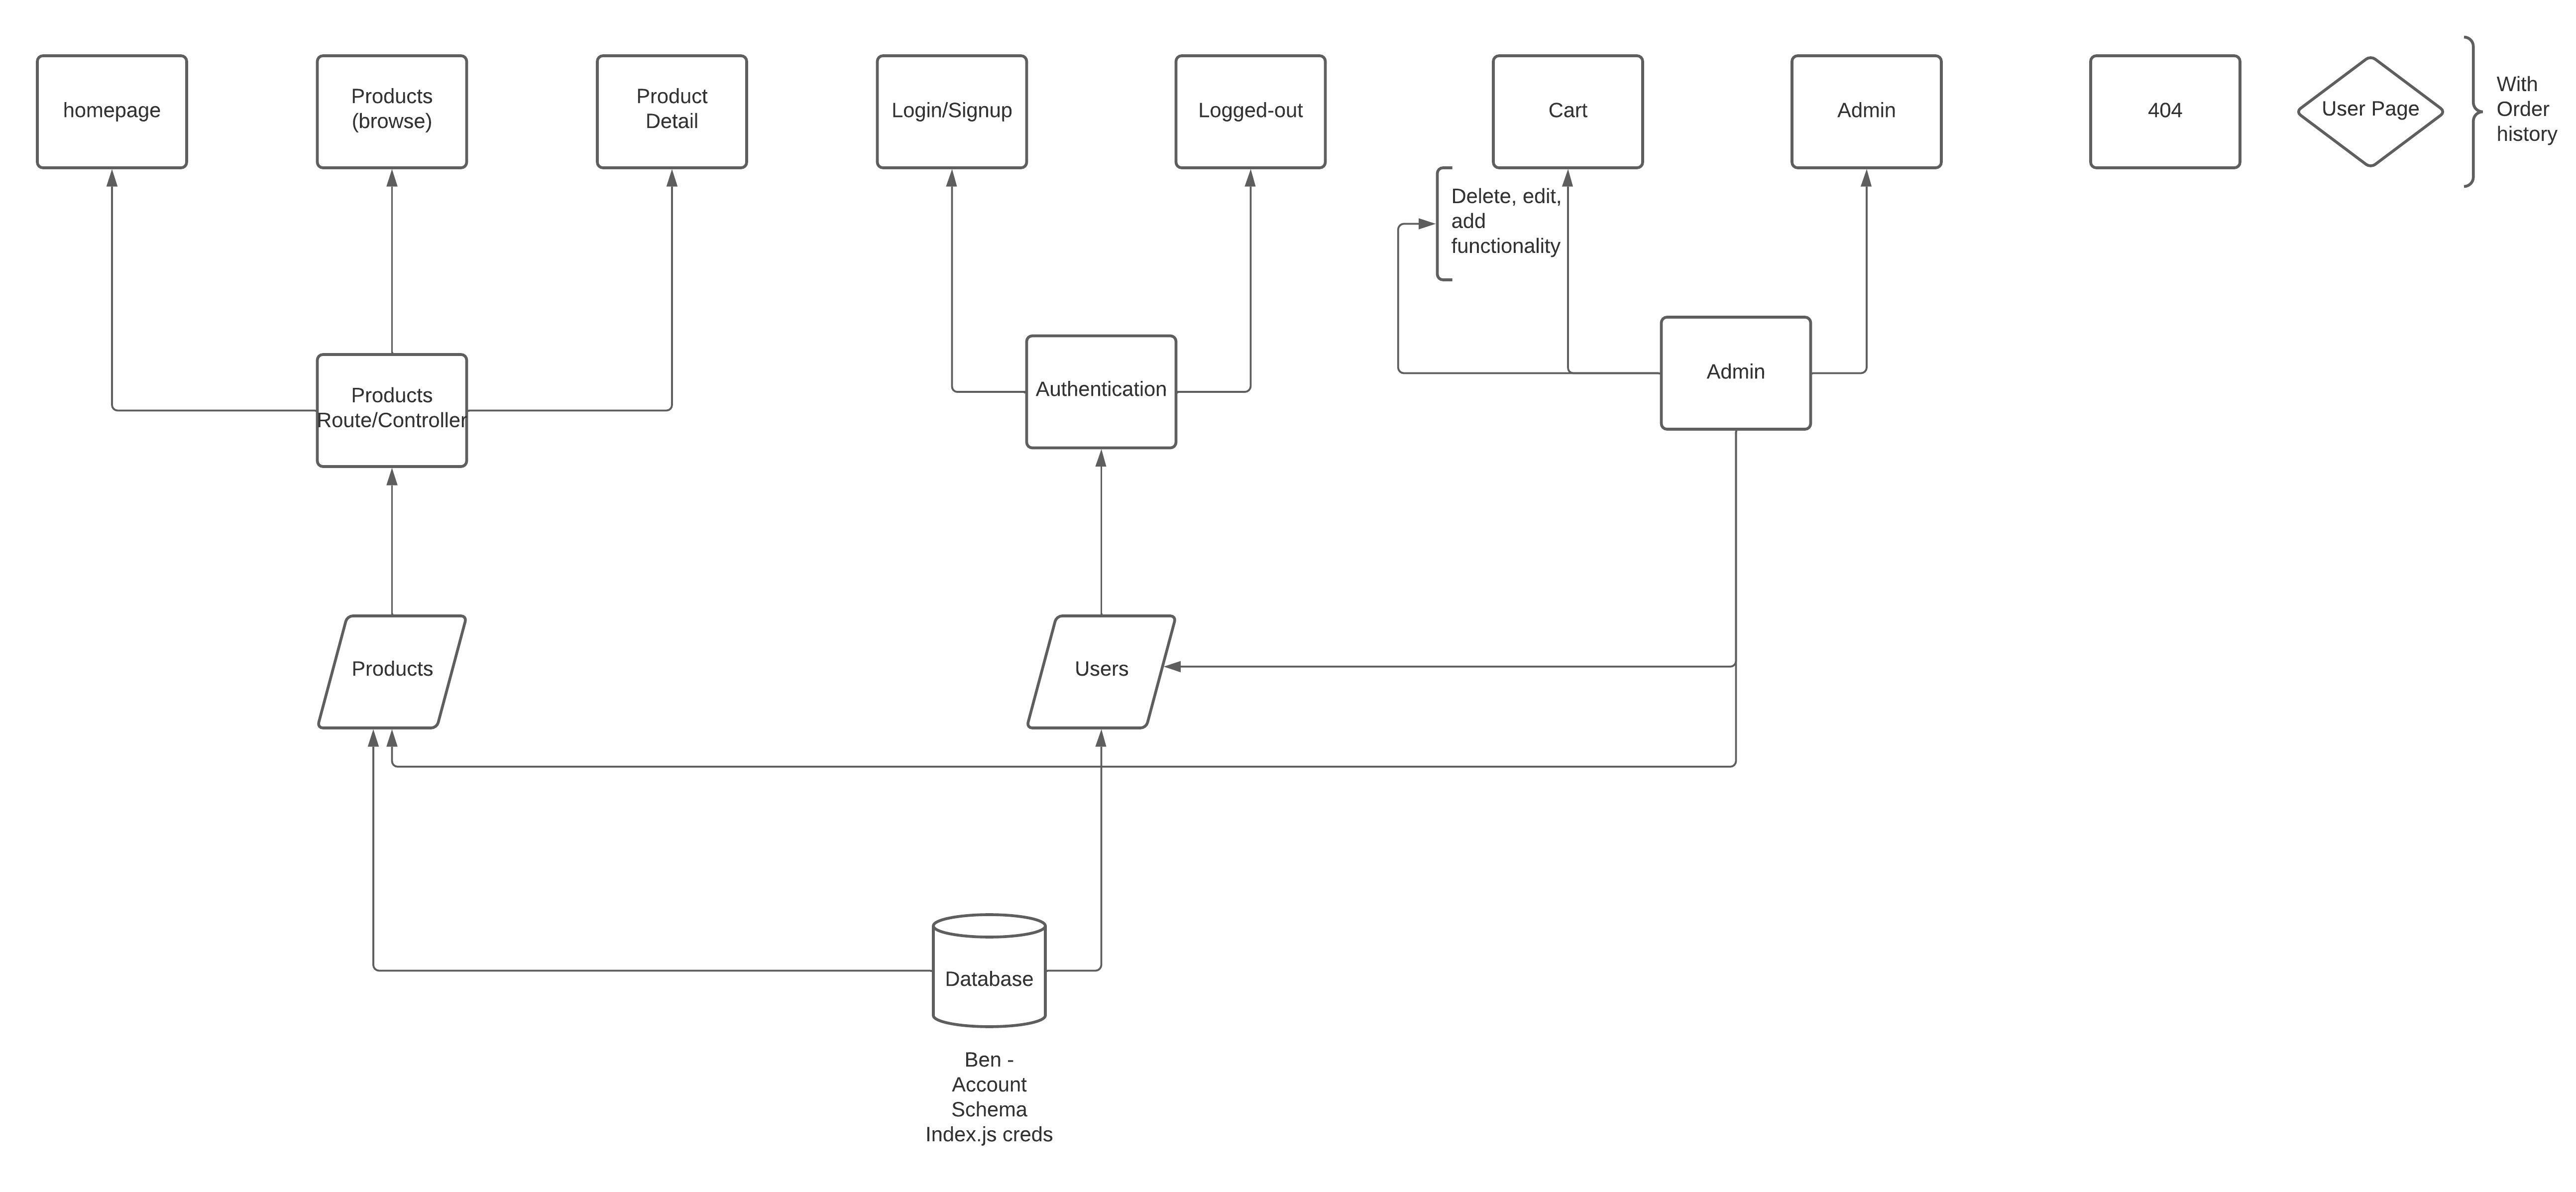 homepage
Products
(browse)
Product
Detail
Login/Signup
Logged-out
Cart
Admin
404
User Page
With
Order
history
Delete, edit,
add
functionality
Products
Route/Controller
Authentication
Admin
Products
Users
Database
Ben -
Account
Schema
Index.js creds